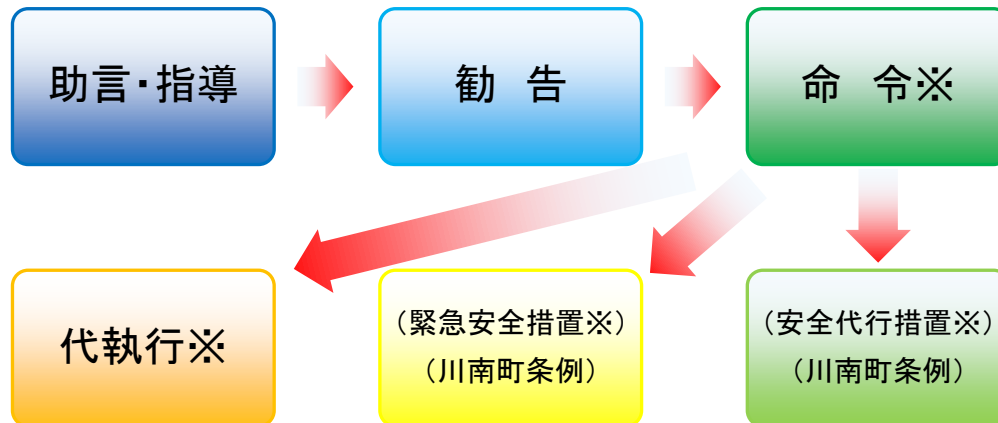 助言・指導
勧　告
命　令※
代執行※
（緊急安全措置※）
（川南町条例）
（安全代行措置※）
（川南町条例）